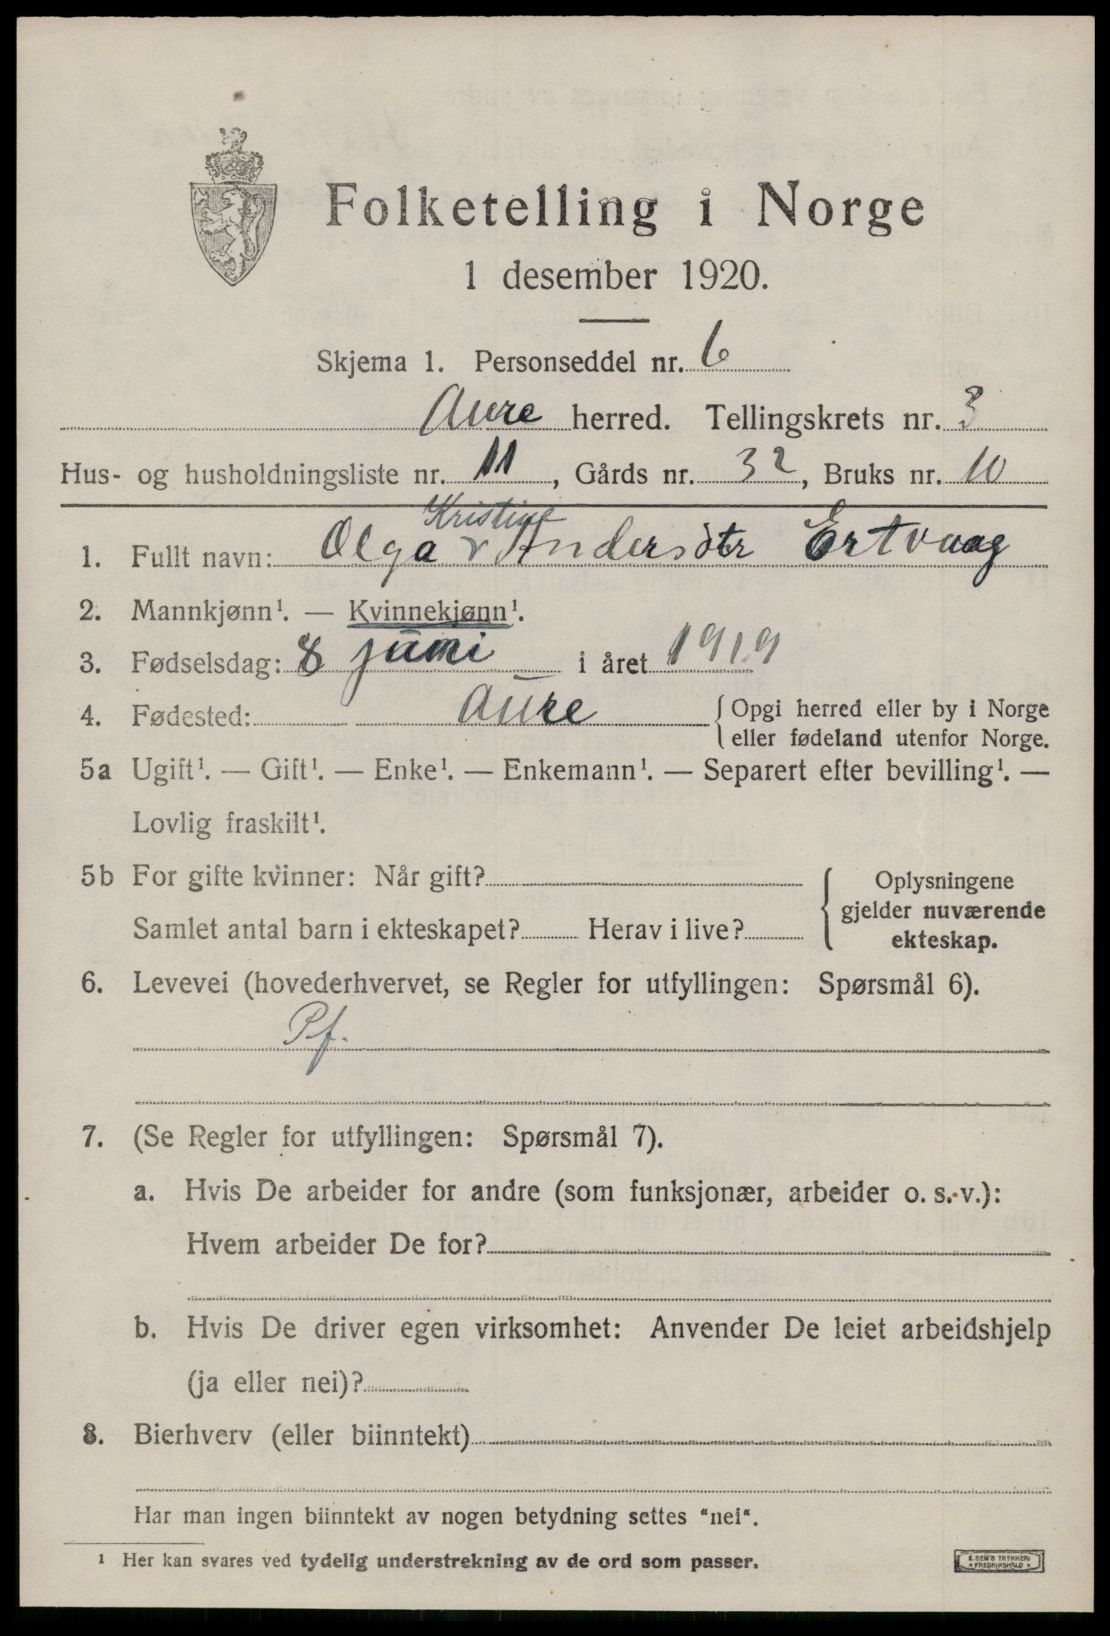 Folketelling i Norge
1 desember 1920.
Skjema 1. Personseddel nr. 6
Aure herred. Tellingskrets nr. 3
Hus- og husholdningsliste nr. 11, Gårds nr. 32, Bruks nr. 10
Kristine
1. Fullt navn: Olga v Andersdtr Ertvaag
2. Mannkjønn¹. — Kvinnekjønn¹.
3. Fødselsdag: 8 juni i året 1919
4. Fødested: Aure {Opgi herred eller by i Norge
eller fødeland utenfor Norge.
5a Ugift¹. — Gift¹. — Enke¹. — Enkemann¹. — Separert efter bevilling¹. —
Lovlig fraskilt¹.
5b For gifte kvinner: Når gift?
Samlet antal barn i ekteskapet? Herav i live?
{Oplysningene
gjelder nuværende
ekteskap.
6. Levevei (hovederhvervet, se Regler for utfyllingen: Spørsmål 6).
Pf.
7. (Se Regler for utfyllingen: Spørsmål 7).
a. Hvis De arbeider for andre (som funksjonær, arbeider o. s. v.):
Hvem arbeider De for?
b. Hvis De driver egen virksomhet: Anvender De leiet arbeidshjelp
(ja eller nei)?
8. Bierhverv (eller biinntekt)
Har man ingen biinntekt av nogen betydning settes "nei".
¹ Her kan svares ved tydelig understrekning av de ord som passer.
E. SEM'S TRYKKERI
FREDRIKSHALD